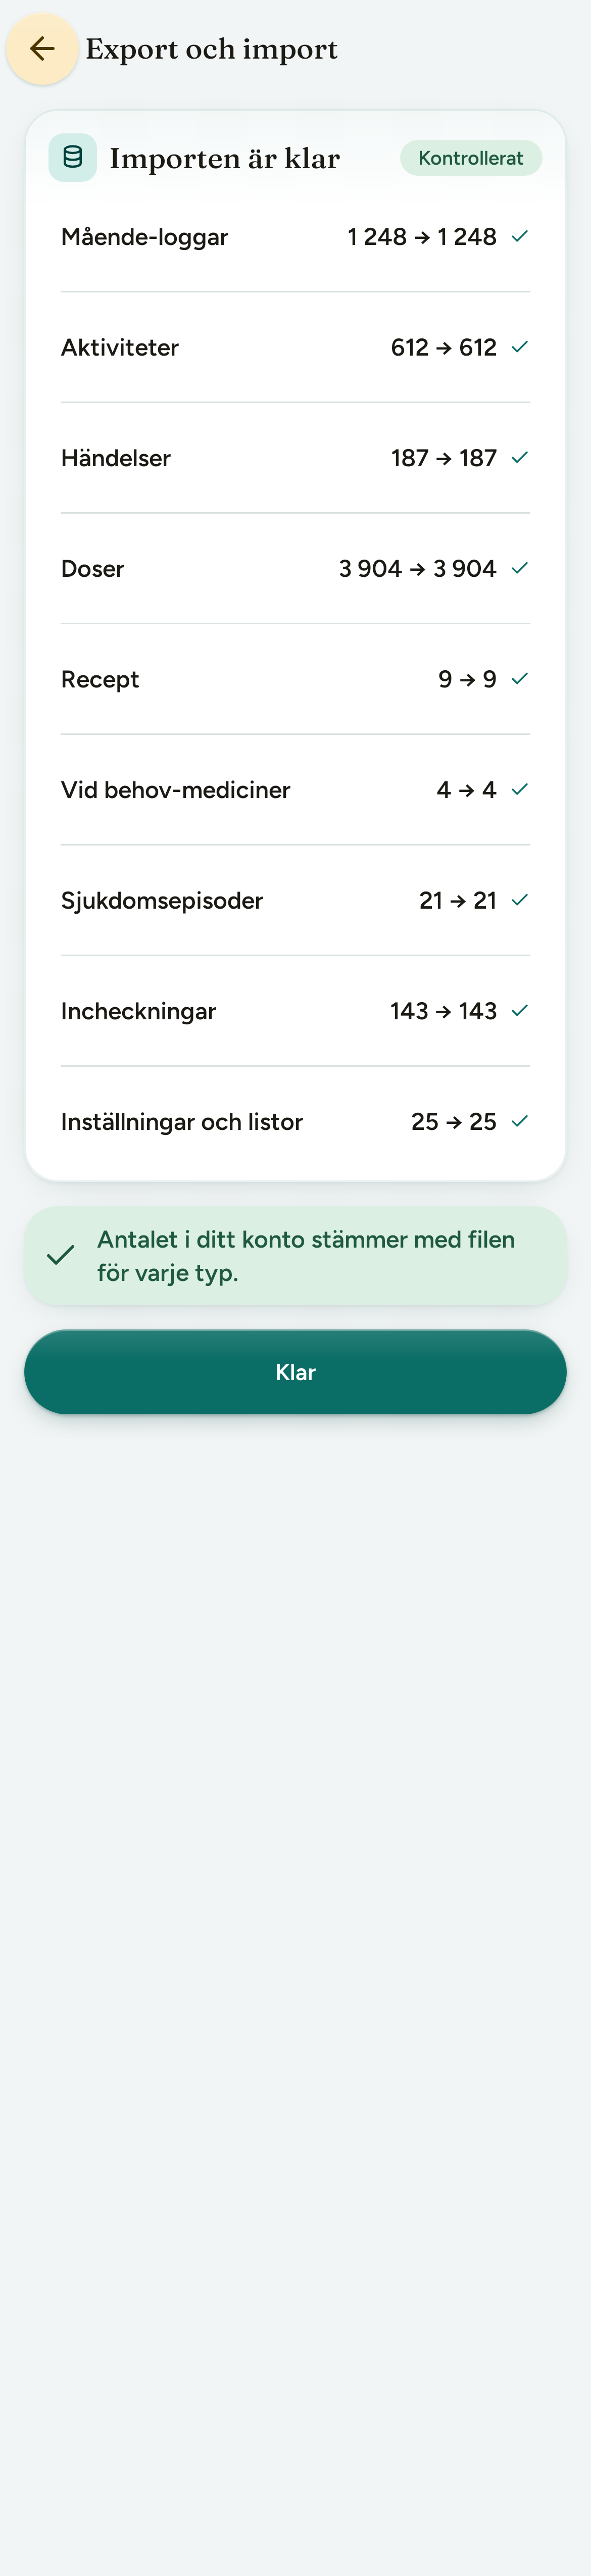 Export och import
Importen är klar
Kontrollerat
Mående-loggar 1 248 → 1 248
Aktiviteter 612 → 612
Händelser 187 → 187
Doser 3 904 → 3 904
Recept 9 → 9
Vid behov-mediciner 4 → 4
Sjukdomsepisoder 21 → 21
Incheckningar 143 → 143
Inställningar och listor 25 → 25
Antalet i ditt konto stämmer med filen
för varje typ.
Klar